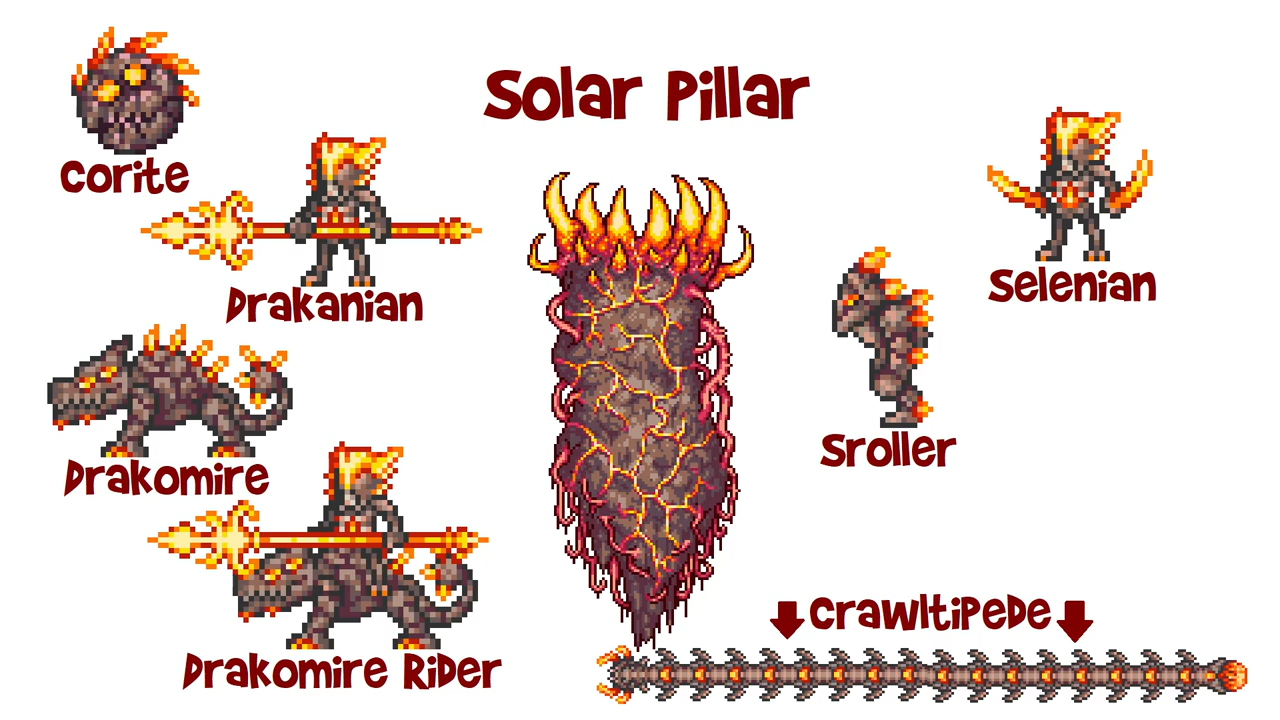 Solar Pillar
Corite
Drakanian
Selenian
Drakomire
Sroller
Drakomire Rider
Crawltipede